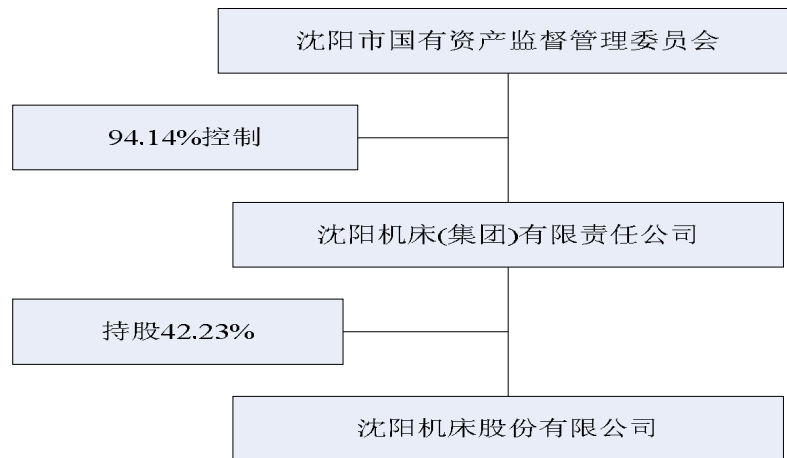 沈阳市国有资产监督管理委员会
94.14%控制
沈阳机床(集团)有限责任公司
持股42.23%
沈阳机床股份有限公司